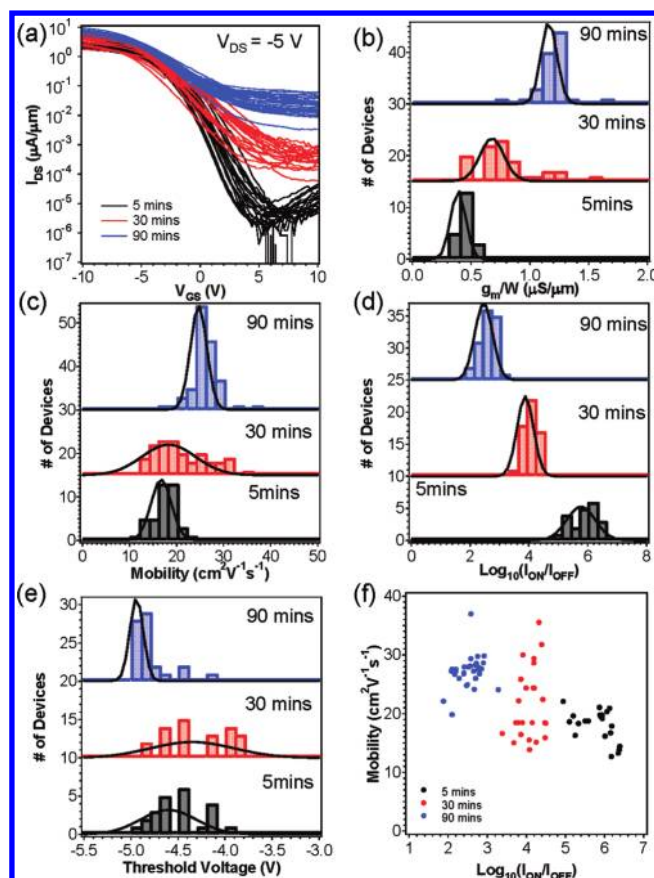 (a)
V_DS = -5 V
10^1
10^0
10^-1
10^-2
10^-3
10^-4
10^-5
10^-6
10^-7
I_DS (µA/µm)
5 mins
30 mins
90 mins
-10 -5 0 5 10
V_GS (V)
(b)
90 mins
30 mins
5mins
40
30
20
10
0
# of Devices
0.0 0.5 1.0 1.5 2.0
g_m/W (µS/µm)
(c)
90 mins
30 mins
5mins
50
40
30
20
10
0
# of Devices
0 10 20 30 40 50
Mobility (cm²V⁻¹s⁻¹)
(d)
90 mins
30 mins
5mins
35
30
25
20
15
10
5
0
# of Devices
0 2 4 6 8
Log₁₀(I_ON/I_OFF)
(e)
90 mins
30 mins
5mins
30
25
20
15
10
5
0
# of Devices
-5.5 -5.0 -4.5 -4.0 -3.5 -3.0
Threshold Voltage (V)
(f)
40
30
20
10
0
Mobility (cm²V⁻¹s⁻¹)
5 mins
30 mins
90 mins
1 2 3 4 5 6 7
Log₁₀(I_ON/I_OFF)